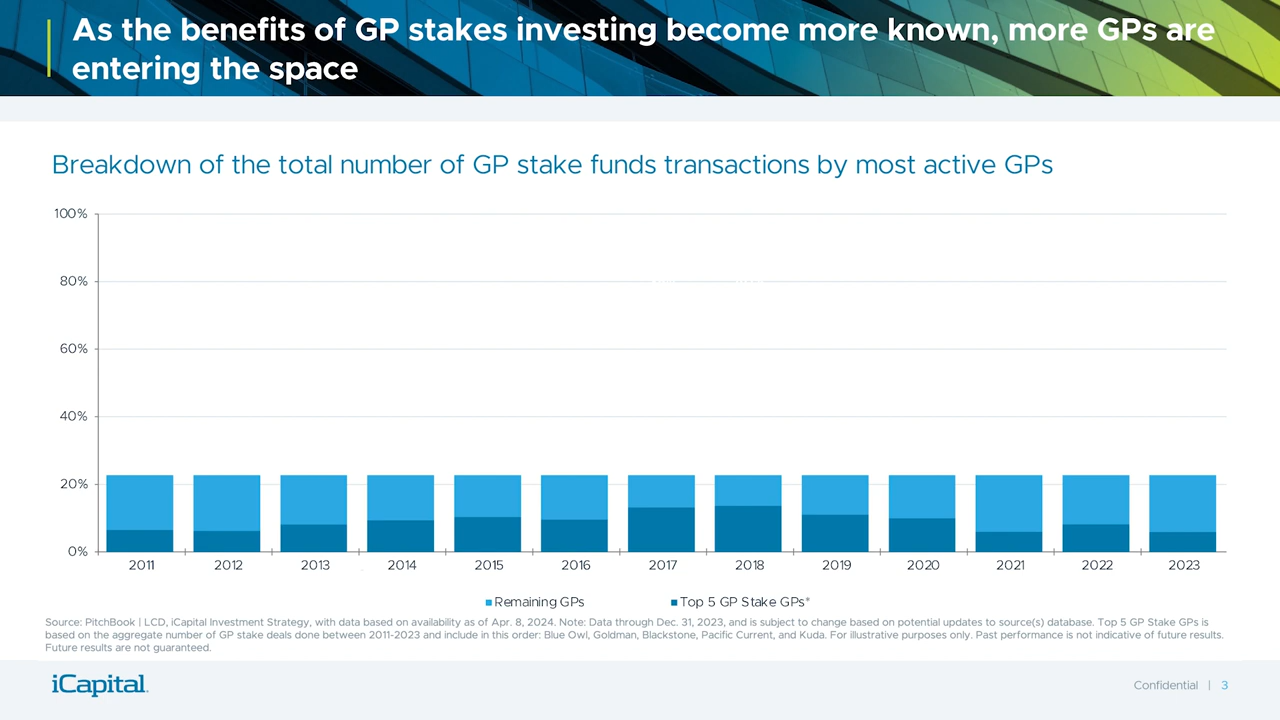 As the benefits of GP stakes investing become more known, more GPs are
entering the space
Breakdown of the total number of GP stake funds transactions by most active GPs
100%
80%
60%
40%
20%
0%
2011 2012 2013 2014 2015 2016 2017 2018 2019 2020 2021 2022 2023
Remaining GPs Top 5 GP Stake GPs*
Source: PitchBook | LCD, iCapital Investment Strategy, with data based on availability as of Apr. 8, 2024. Note: Data through Dec. 31, 2023, and is subject to change based on potential updates to source(s) database. Top 5 GP Stake GPs is
based on the aggregate number of GP stake deals done between 2011-2023 and include in this order: Blue Owl, Goldman, Blackstone, Pacific Current, and Kuda. For illustrative purposes only. Past performance is not indicative of future results.
Future results are not guaranteed.
iCapital.
Confidential | 3